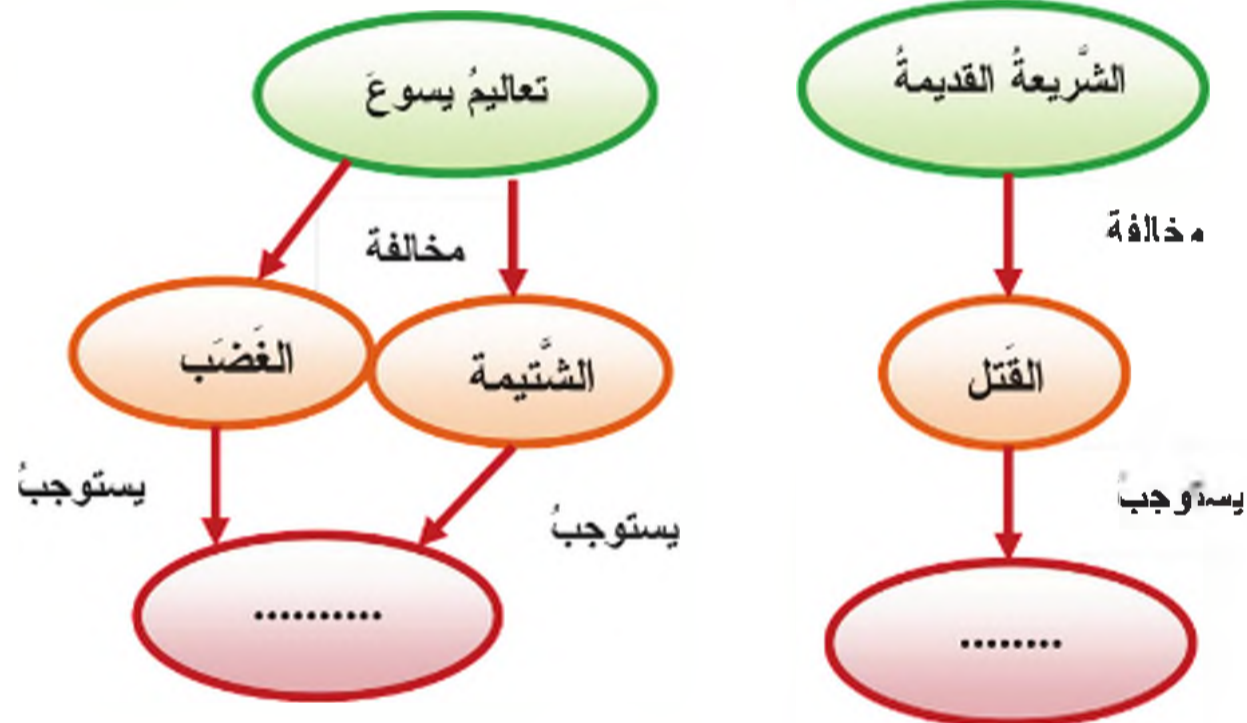 الشَّريعةُ القديمةُ
تعاليمُ يسوعَ
مخالفة
مخالفة
القَتل
الشَّتيمة
الغَضَب
يستوجبُ
يستوجبُ
يستوجبُ
........
..........